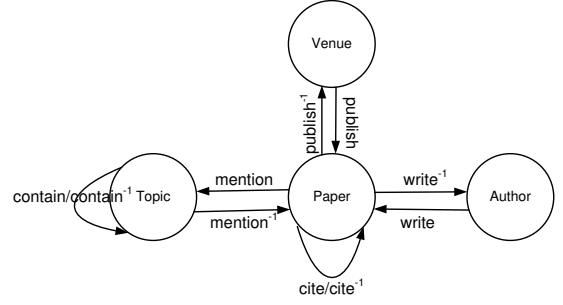 Venue
publish⁻¹
publish
mention
write⁻¹
contain/contain⁻¹
Topic
Paper
Author
mention⁻¹
write
cite/cite⁻¹